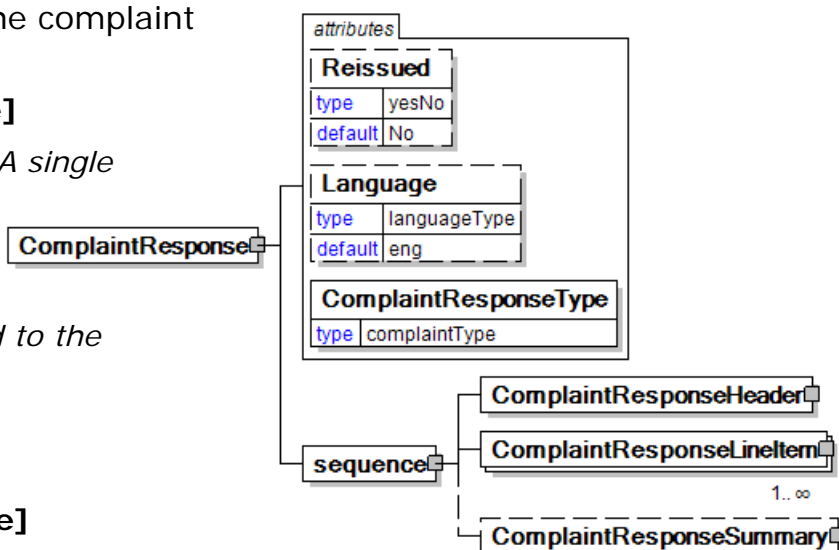 ne complaint
e]
A single
d to the
e]
ComplaintResponse
attributes
Reissued
type yesNo
default No
Language
type languageType
default eng
ComplaintResponseType
type complaintType
sequence
ComplaintResponseHeader
ComplaintResponseLineItem
1.. ∞
ComplaintResponseSummary